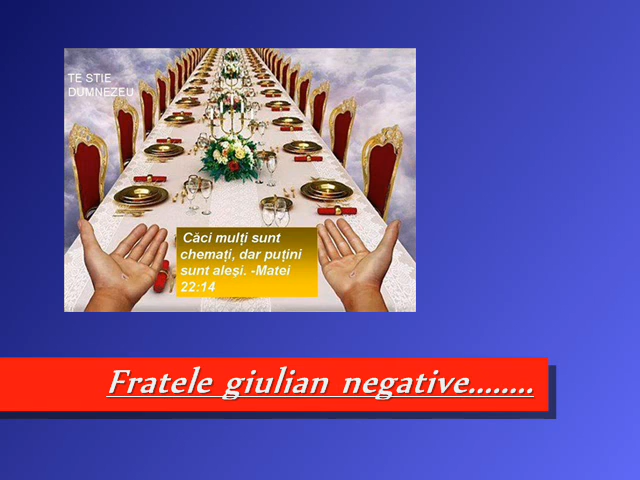 TE STIE
DUMNEZEU
Căci mulți sunt
chemați, dar puțini
sunt aleși. -Matei
22:14
Fratele giulian negative........